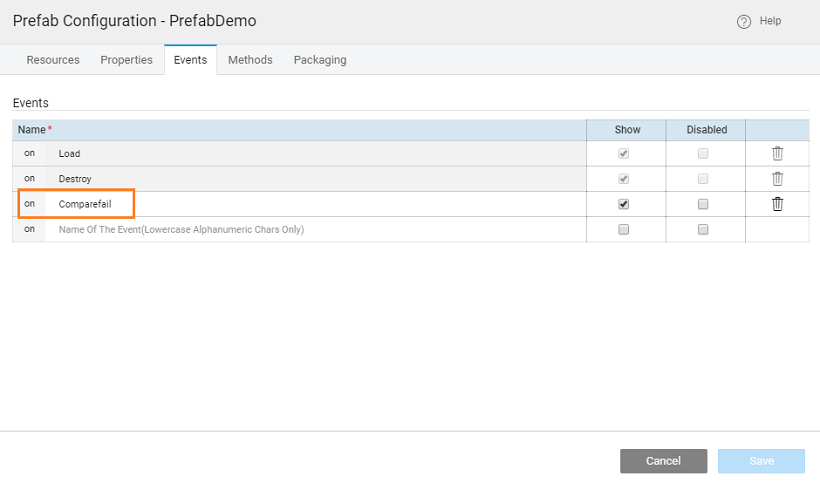 Prefab Configuration - PrefabDemo
Help
Resources Properties Events Methods Packaging
Events
Name * Show Disabled
on Load
on Destroy
on Comparefail
on Name Of The Event(Lowercase Alphanumeric Chars Only)
Cancel Save